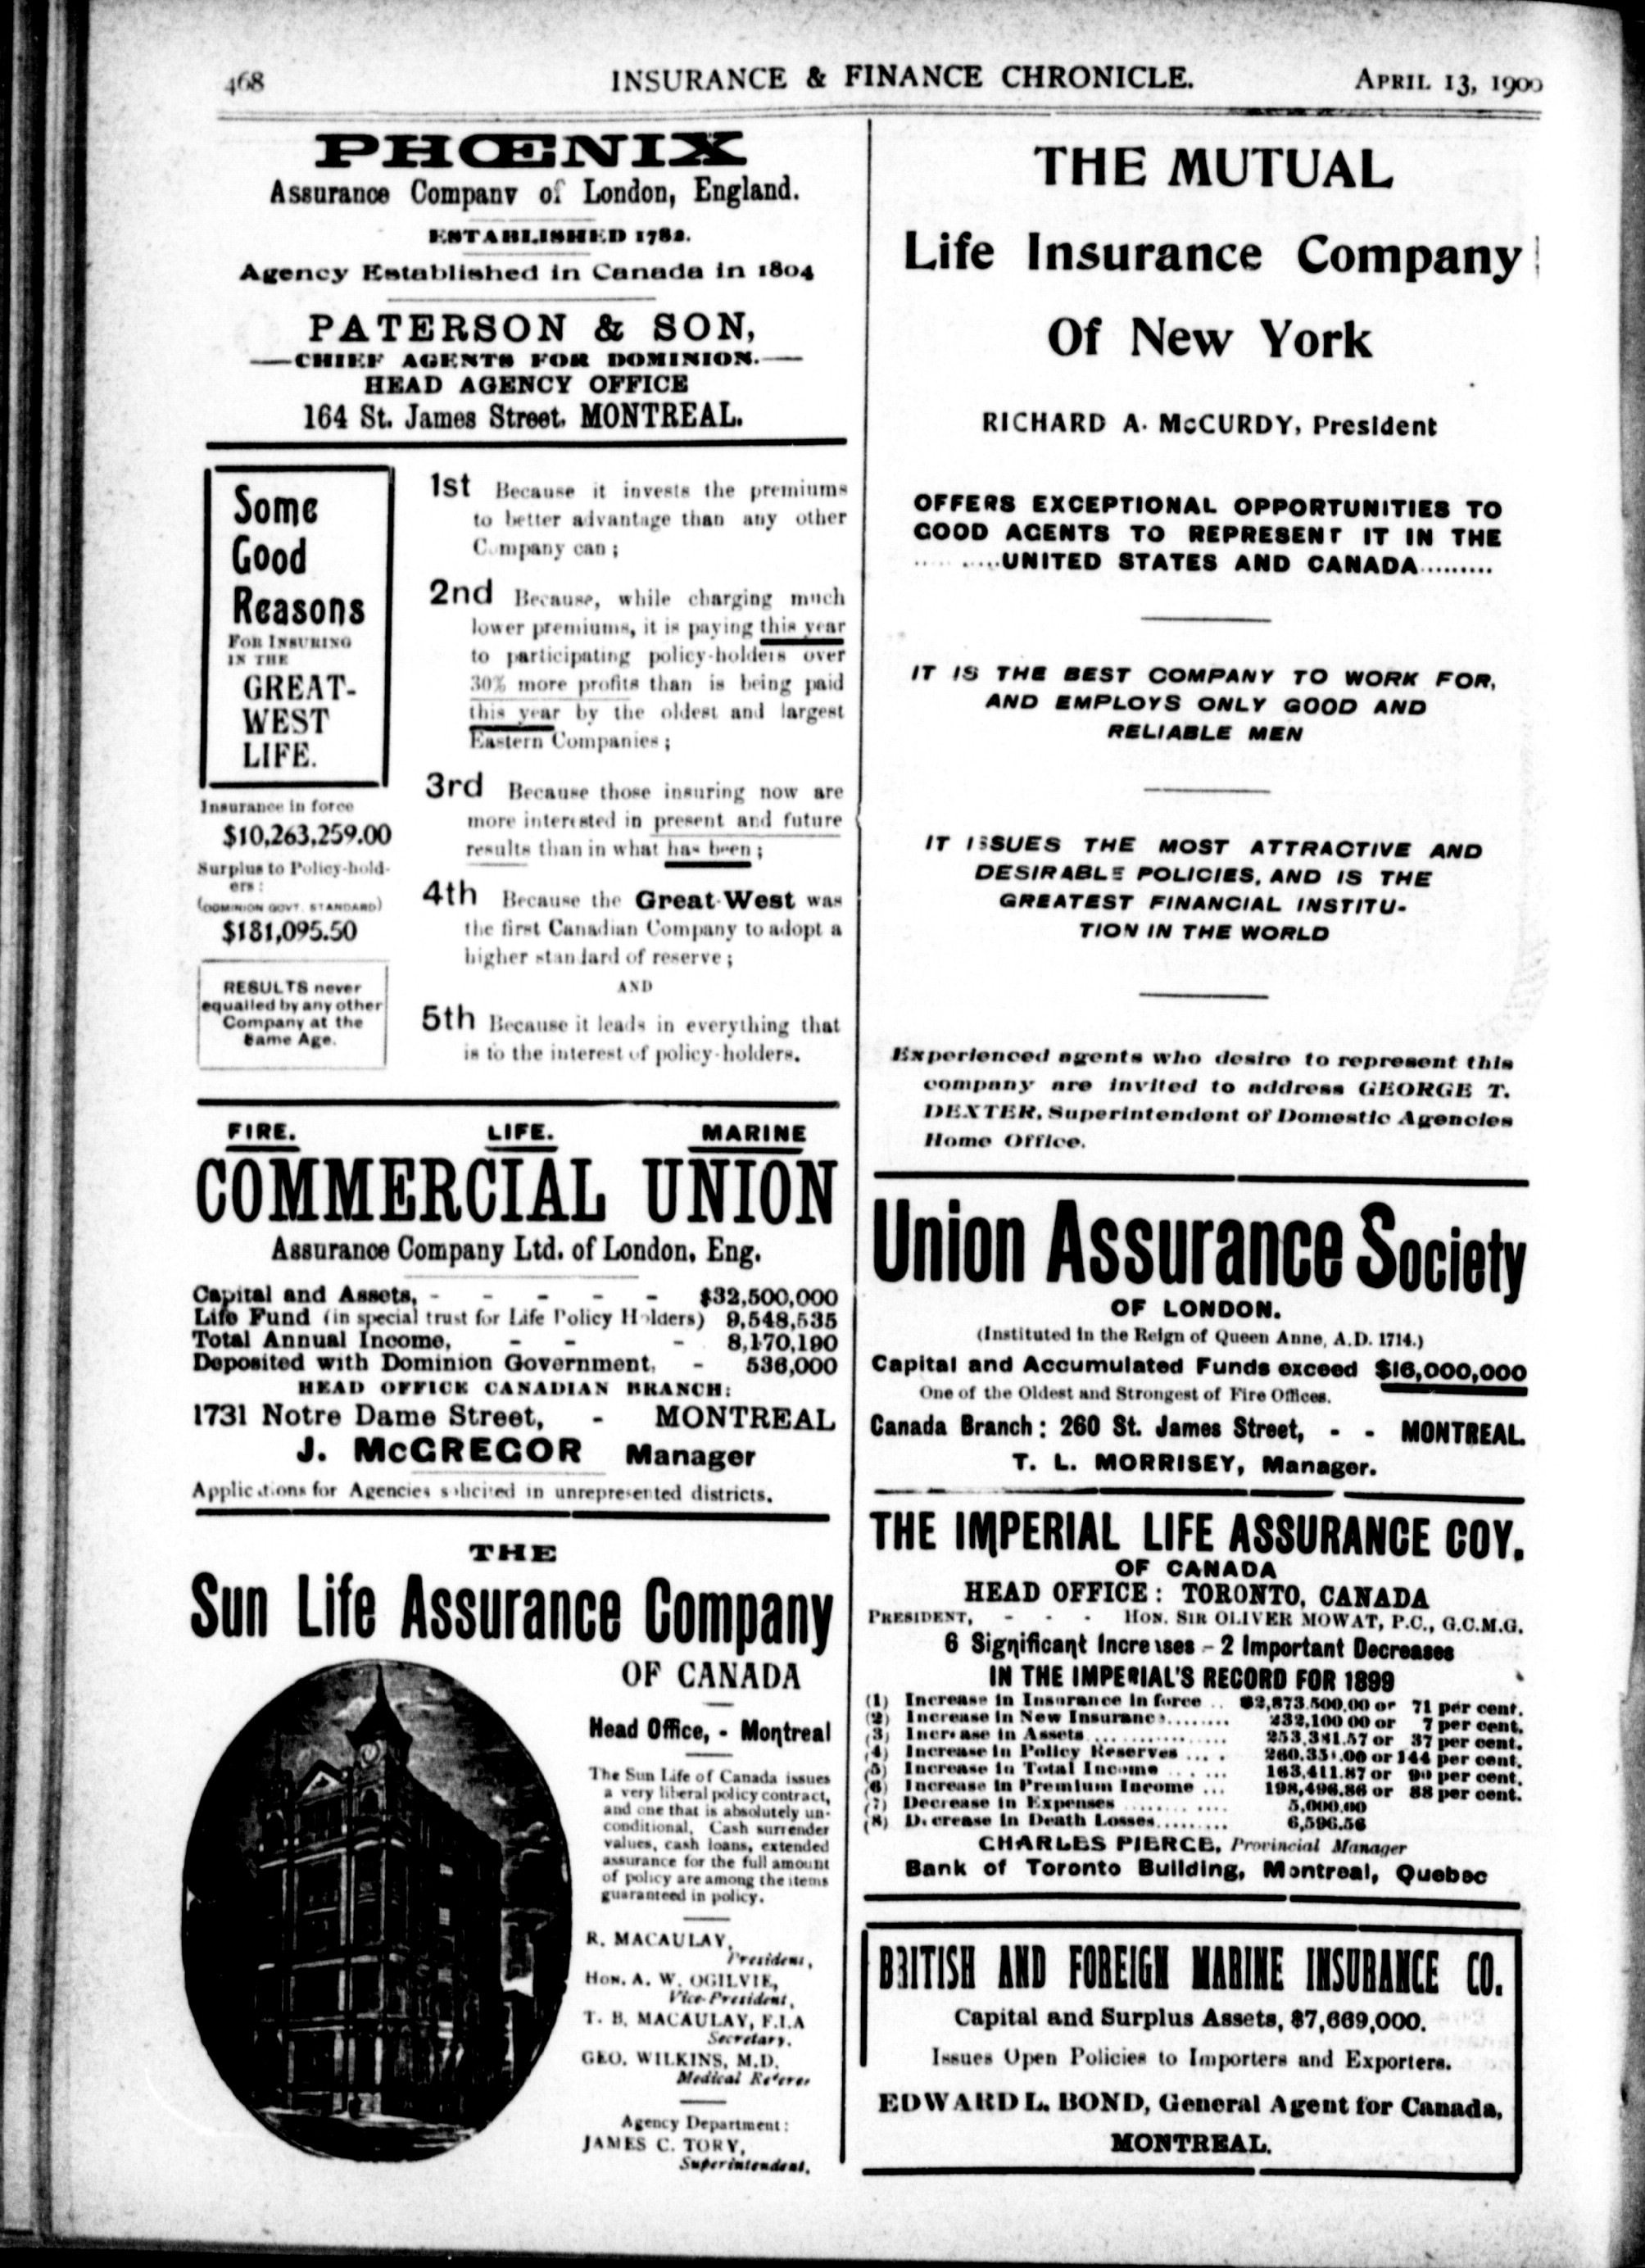 468
INSURANCE & FINANCE CHRONICLE.
APRIL 13, 1900
PHŒNIX
Assurance Company of London, England.
ESTABLISHED 1782.
Agency Established in Canada in 1804
PATERSON & SON,
—CHIEF AGENTS FOR DOMINION.—
HEAD AGENCY OFFICE
164 St. James Street. MONTREAL.
Some
Good
Reasons
FOR INSURING
IN THE
GREAT-
WEST
LIFE.
Insurance in force
$10,263,259.00
Surplus to Policy-hold-
ers:
(DOMINION GOVT. STANDARD)
$181,095.50
RESULTS never
equalled by any other
Company at the
Same Age.
1st Because it invests the premiums
to better advantage than any other
Company can;
2nd Because, while charging much
lower premiums, it is paying this year
to participating policy-holders over
30% more profits than is being paid
this year by the oldest and largest
Eastern Companies;
3rd Because those insuring now are
more interested in present and future
results than in what has been;
4th Because the Great-West was
the first Canadian Company to adopt a
higher standard of reserve;
AND
5th Because it leads in everything that
is to the interest of policy-holders.
FIRE. LIFE. MARINE
COMMERCIAL UNION
Assurance Company Ltd. of London, Eng.
Capital and Assets, - - - - - $32,500,000
Life Fund (in special trust for Life Policy Holders) 9,548,535
Total Annual Income, - - - 8,170,190
Deposited with Dominion Government, - 536,000
HEAD OFFICE CANADIAN BRANCH:
1731 Notre Dame Street, - MONTREAL
J. McGREGOR Manager
Applications for Agencies solicited in unrepresented districts.
THE
Sun Life Assurance Company
OF CANADA
Head Office, - Montreal
The Sun Life of Canada issues
a very liberal policy contract,
and one that is absolutely un-
conditional. Cash surrender
values, cash loans, extended
assurance for the full amount
of policy are among the items
guaranteed in policy.
R. MACAULAY,
President,
HON. A. W. OGILVIE,
Vice-President,
T. B. MACAULAY, F.I.A
Secretary.
GEO. WILKINS, M.D.
Medical Referee
Agency Department:
JAMES C. TORY,
Superintendent.
THE MUTUAL
Life Insurance Company
Of New York
RICHARD A. McCURDY, President
OFFERS EXCEPTIONAL OPPORTUNITIES TO
GOOD AGENTS TO REPRESENT IT IN THE
.........UNITED STATES AND CANADA.........
IT IS THE BEST COMPANY TO WORK FOR,
AND EMPLOYS ONLY GOOD AND
RELIABLE MEN
IT ISSUES THE MOST ATTRACTIVE AND
DESIRABLE POLICIES, AND IS THE
GREATEST FINANCIAL INSTITU-
TION IN THE WORLD
Experienced agents who desire to represent this
company are invited to address GEORGE T.
DEXTER, Superintendent of Domestic Agencies
Home Office.
Union Assurance Society
OF LONDON.
(Instituted in the Reign of Queen Anne, A.D. 1714.)
Capital and Accumulated Funds exceed $16,000,000
One of the Oldest and Strongest of Fire Offices.
Canada Branch: 260 St. James Street, - - MONTREAL.
T. L. MORRISEY, Manager.
THE IMPERIAL LIFE ASSURANCE COY.
OF CANADA
HEAD OFFICE: TORONTO, CANADA
PRESIDENT, - - - HON. SIR OLIVER MOWAT, P.C., G.C.M.G.
6 Significant Increases - 2 Important Decreases
IN THE IMPERIAL'S RECORD FOR 1899
(1) Increase in Insurance in force .. $2,873,500.00 or 71 per cent.
(2) Increase in New Insurance........ 232,100 00 or 7 per cent.
(3) Increase in Assets .............. 253,381.57 or 37 per cent.
(4) Increase in Policy Reserves .... or 144 per cent.
(5) Increase in Total Income ...... 163,411.87 or 90 per cent.
(6) Increase in Premium Income ... 198,496.86 or 88 per cent.
(7) Decrease in Expenses ............ 5,000.00
(8) Decrease in Death Losses......... 6,596.56
CHARLES PIERCE, Provincial Manager
Bank of Toronto Building, Montreal, Quebec
BRITISH AND FOREIGN MARINE INSURANCE CO.
Capital and Surplus Assets, $7,669,000.
Issues Open Policies to Importers and Exporters.
EDWARD L. BOND, General Agent for Canada,
MONTREAL.